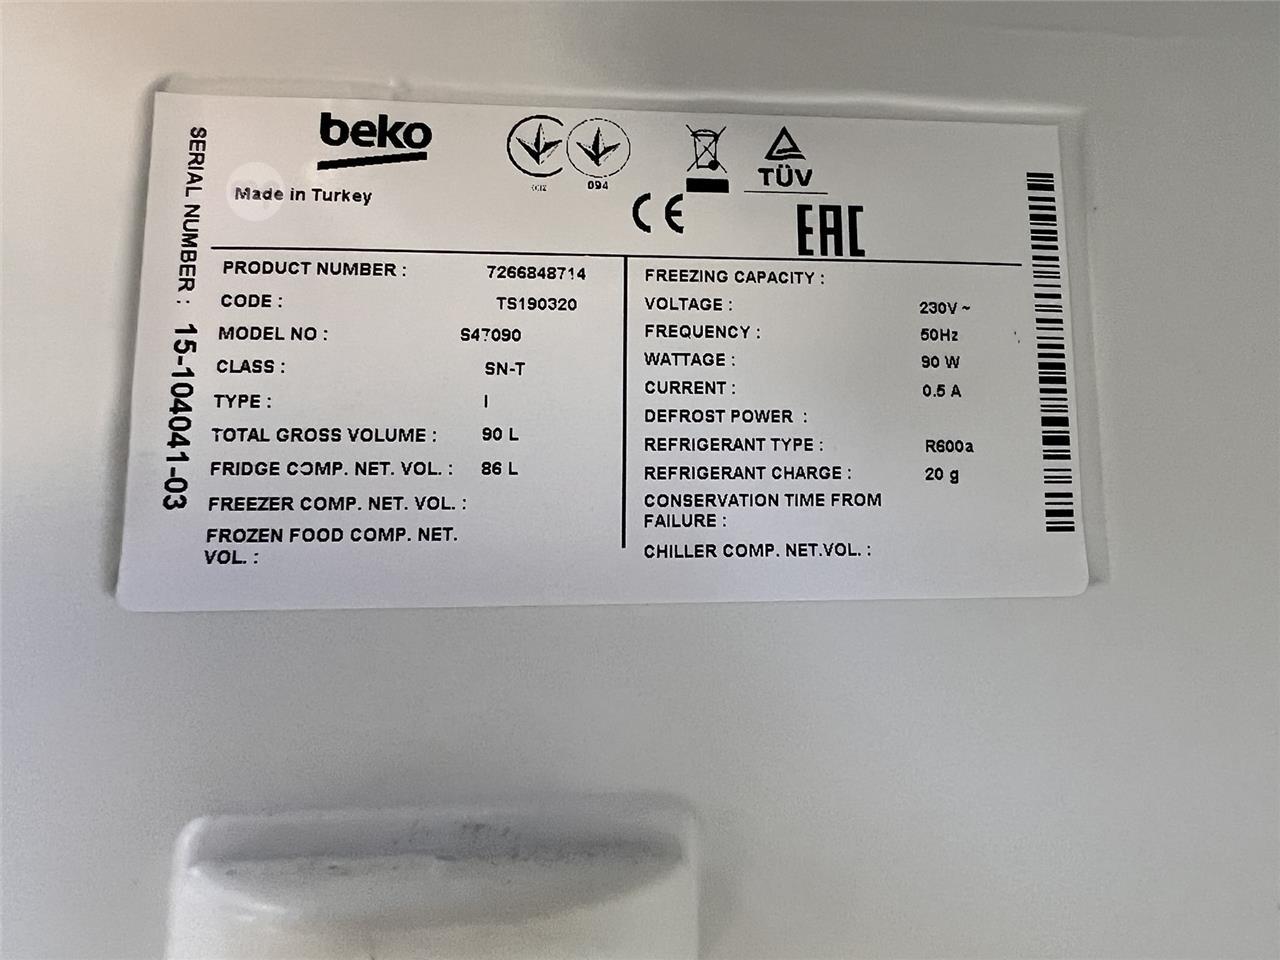 beko
Made in Turkey
094
TÜV
CE
EAC
SERIAL NUMBER : 15-104041-03
PRODUCT NUMBER : 7266848714
CODE : TS190320
MODEL NO : S47090
CLASS : SN-T
TYPE : I
TOTAL GROSS VOLUME : 90 L
FRIDGE COMP. NET. VOL. : 86 L
FREEZER COMP. NET. VOL. :
FROZEN FOOD COMP. NET.
VOL. :
FREEZING CAPACITY :
VOLTAGE : 230V ~
FREQUENCY : 50Hz
WATTAGE : 90 W
CURRENT : 0.5 A
DEFROST POWER :
REFRIGERANT TYPE : R600a
REFRIGERANT CHARGE : 20 g
CONSERVATION TIME FROM
FAILURE :
CHILLER COMP. NET.VOL. :